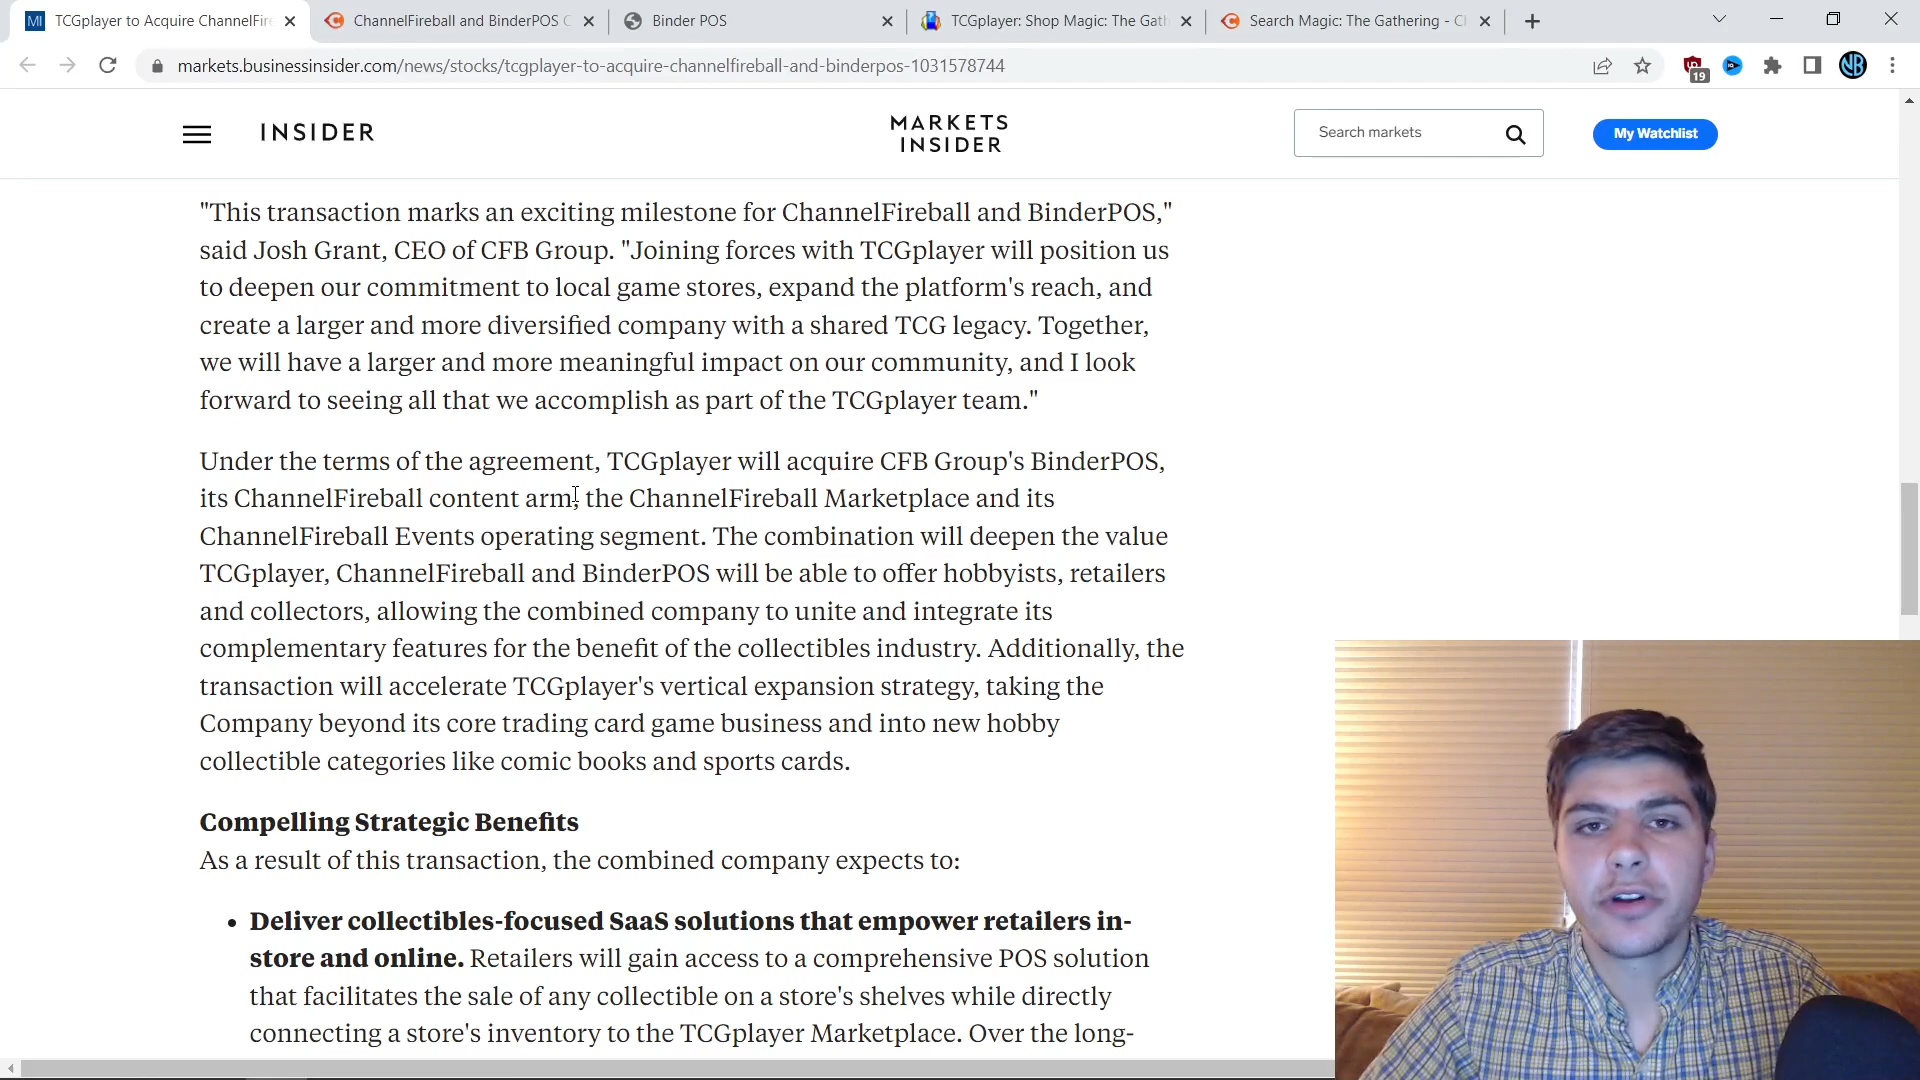 TCGplayer to Acquire ChannelFire
ChannelFireball and BinderPOS C
Binder POS
TCGplayer: Shop Magic: The Gath
Search Magic: The Gathering - C
markets.businessinsider.com/news/stocks/tcgplayer-to-acquire-channelfireball-and-binderpos-1031578744
19
INSIDER
MARKETS
INSIDER
Search markets
My Watchlist
"This transaction marks an exciting milestone for ChannelFireball and BinderPOS,"
said Josh Grant, CEO of CFB Group. "Joining forces with TCGplayer will position us
to deepen our commitment to local game stores, expand the platform's reach, and
create a larger and more diversified company with a shared TCG legacy. Together,
we will have a larger and more meaningful impact on our community, and I look
forward to seeing all that we accomplish as part of the TCGplayer team."
Under the terms of the agreement, TCGplayer will acquire CFB Group's BinderPOS,
its ChannelFireball content arm, the ChannelFireball Marketplace and its
ChannelFireball Events operating segment. The combination will deepen the value
TCGplayer, ChannelFireball and BinderPOS will be able to offer hobbyists, retailers
and collectors, allowing the combined company to unite and integrate its
complementary features for the benefit of the collectibles industry. Additionally, the
transaction will accelerate TCGplayer's vertical expansion strategy, taking the
Company beyond its core trading card game business and into new hobby
collectible categories like comic books and sports cards.
Compelling Strategic Benefits
As a result of this transaction, the combined company expects to:
• Deliver collectibles-focused SaaS solutions that empower retailers in-
store and online. Retailers will gain access to a comprehensive POS solution
that facilitates the sale of any collectible on a store's shelves while directly
connecting a store's inventory to the TCGplayer Marketplace. Over the long-